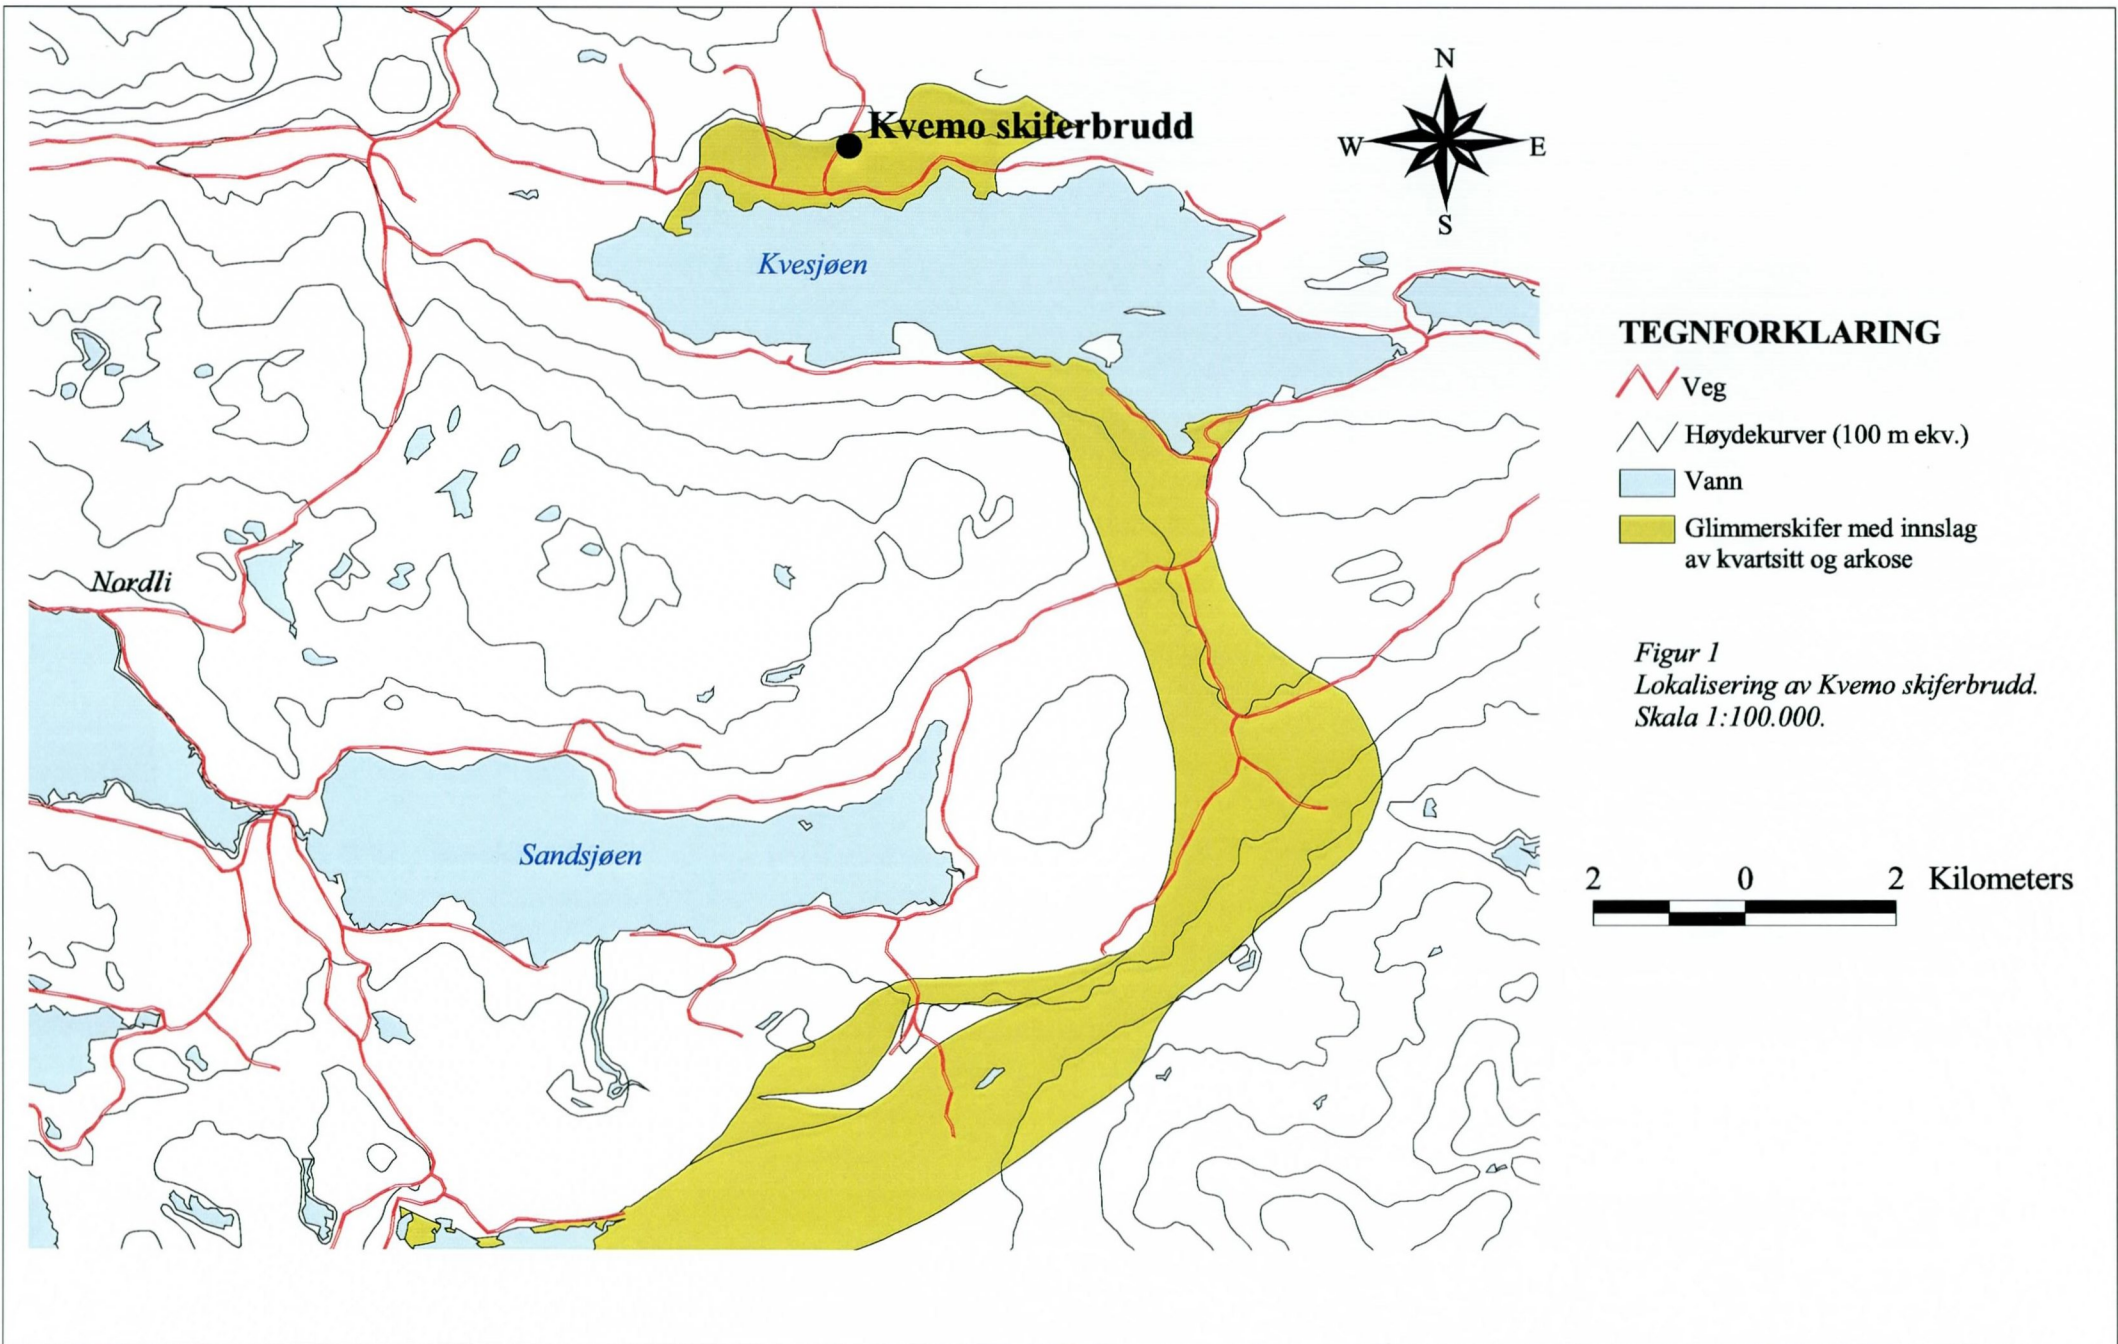 N
Kvemo skiferbrudd
W
E
S
Kvesjøen
TEGNFORKLARING
Veg
Høydekurver (100 m ekv.)
Vann
Glimmerskifer med innslag
av kvartsitt og arkose
Nordli
Figur 1
Lokalisering av Kvemo skiferbrudd.
Skala 1:100.000.
Sandsjøen
2 0 2 Kilometers